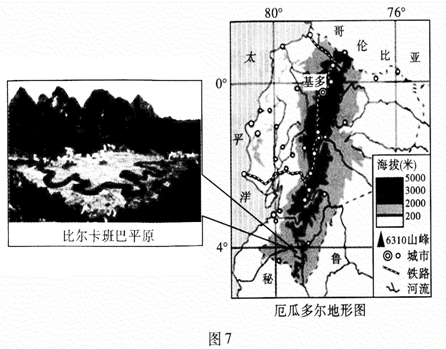 80°
76°
哥
伦
比
亚
太
平
洋
0°
基多
海拔(米)
5000
3000
2000
200
6310山峰
城市
铁路
河流
4°
秘
鲁
比尔卡班巴平原
厄瓜多尔地形图
图7